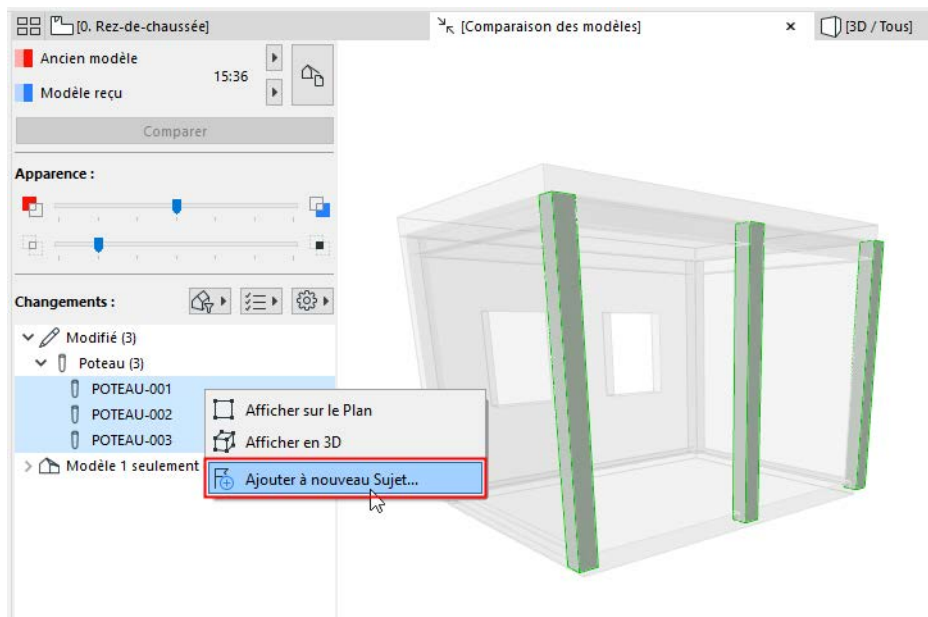 [0. Rez-de-chaussée]
[Comparaison des modèles]
[3D / Tous]
Ancien modèle
15:36
Modèle reçu
Comparer
Apparence :
Changements :
Modifié (3)
Poteau (3)
POTEAU-001
POTEAU-002
POTEAU-003
Modèle 1 seulement
Afficher sur le Plan
Afficher en 3D
Ajouter à nouveau Sujet...